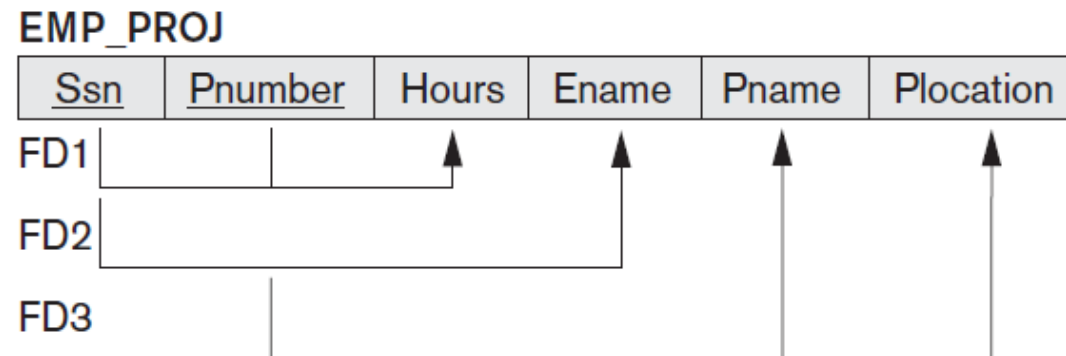 EMP_PROJ
Ssn Pnumber Hours Ename Pname Plocation
FD1
FD2
FD3